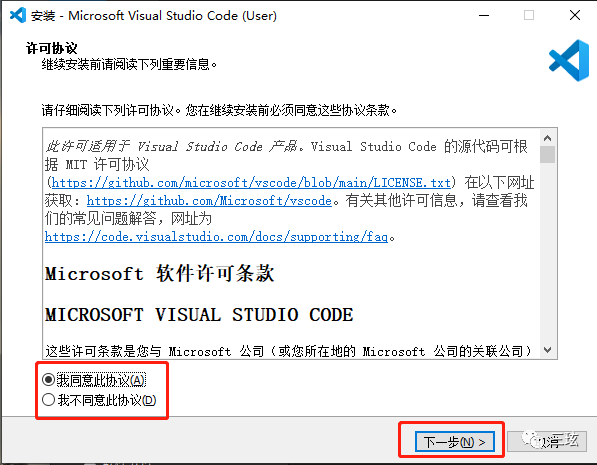 安装 - Microsoft Visual Studio Code (User)
许可协议
继续安装前请阅读下列重要信息。
请仔细阅读下列许可协议。您在继续安装前必须同意这些协议条款。
此许可适用于 Visual Studio Code 产品。Visual Studio Code 的源代码可根
据 MIT 许可协议
(https://github.com/microsoft/vscode/blob/main/LICENSE.txt) 在以下网址
获取：https://github.com/Microsoft/vscode。有关其他许可信息，请查看我
们的常见问题解答，网址为
https://code.visualstudio.com/docs/supporting/faq。
Microsoft 软件许可条款
MICROSOFT VISUAL STUDIO CODE
这些许可条款是您与 Microsoft 公司（或您所在地的 Microsoft 公司的关联公司）
我同意此协议(A)
我不同意此协议(D)
下一步(N) >
取消
三玹